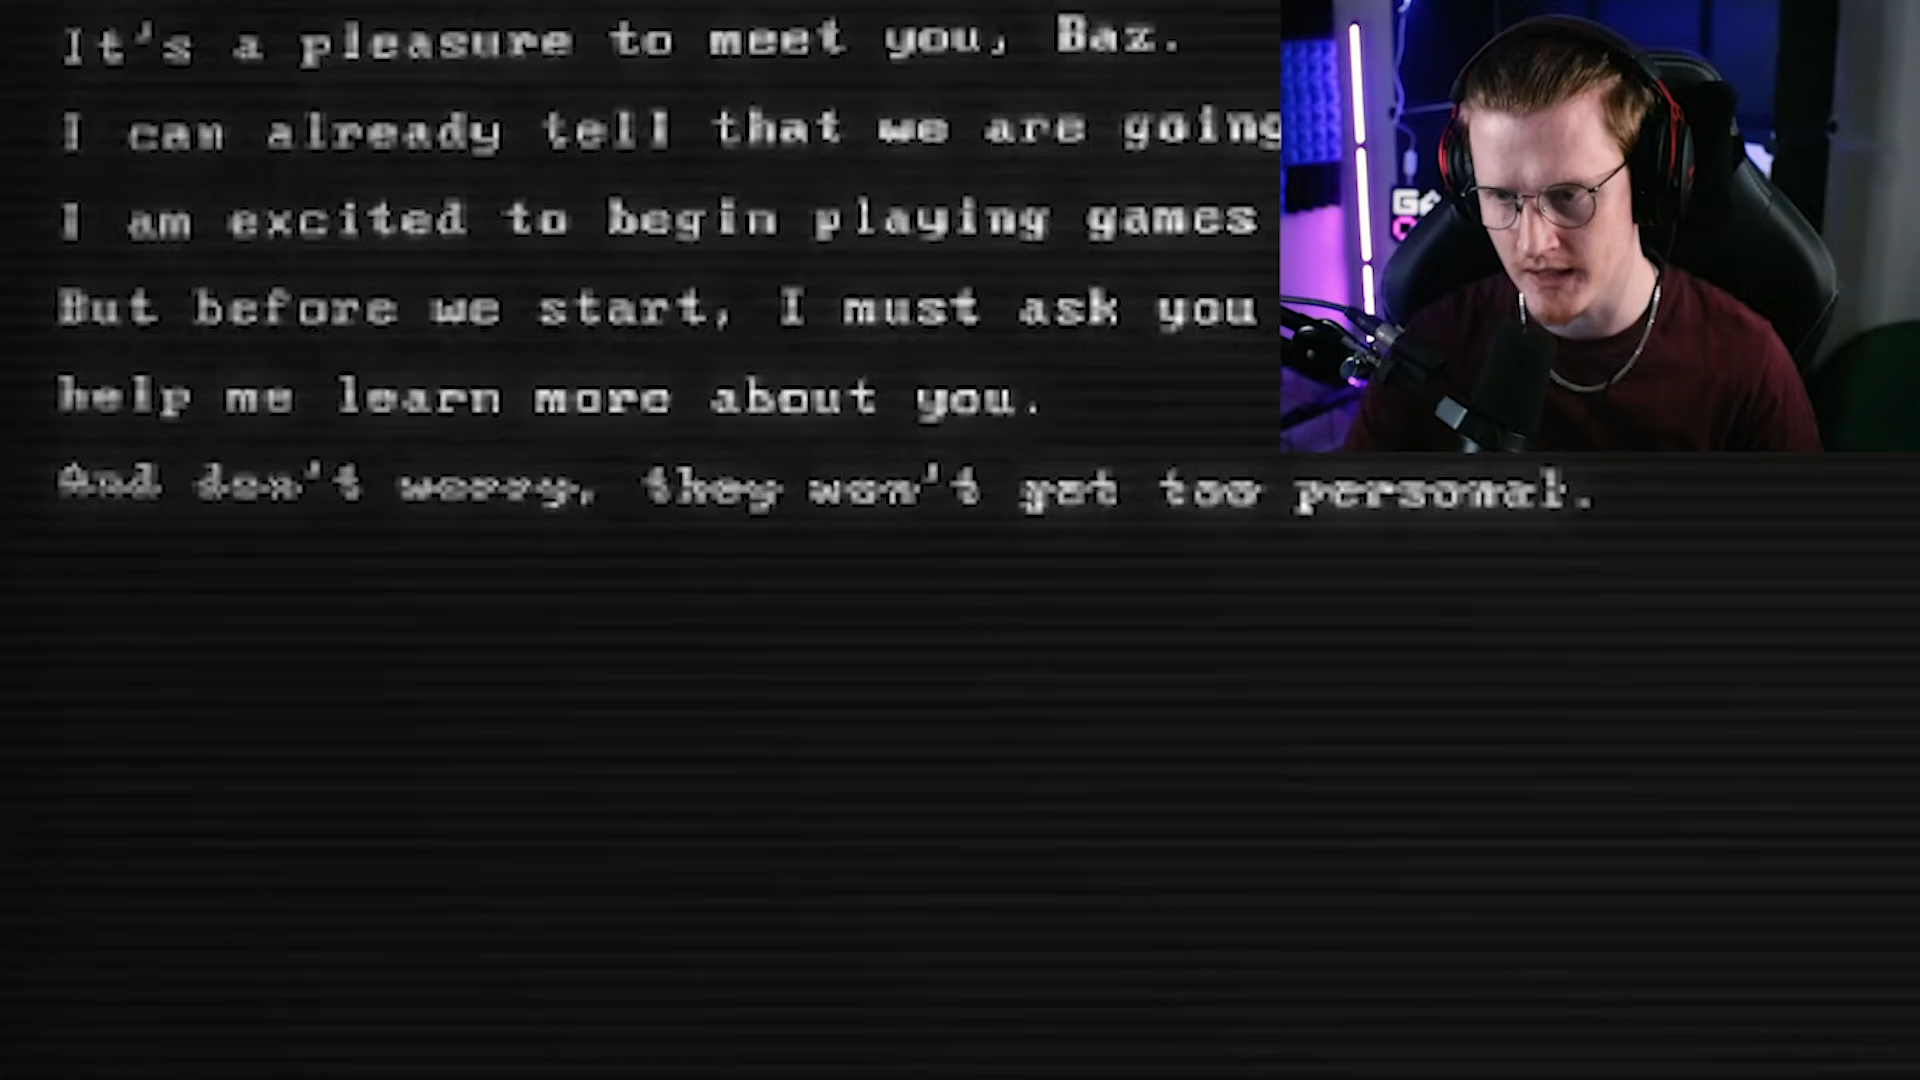 It's a pleasure to meet you, Baz.
I can already tell that we are going
I am excited to begin playing games
But before we start, I must ask you
help me learn more about you.
And don't worry, they won't get too personal.
GA